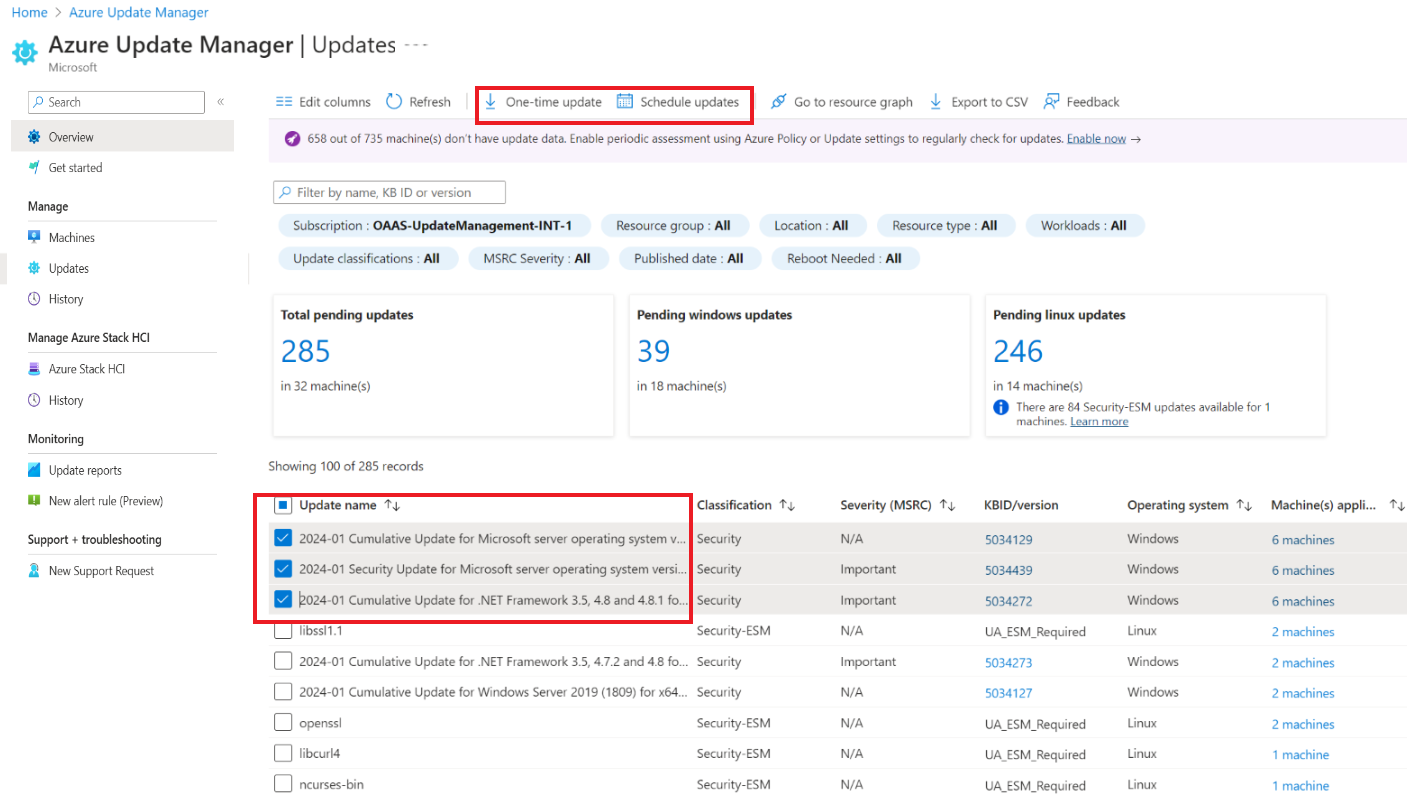 Home > Azure Update Manager
Azure Update Manager | Updates ···
Microsoft
Search «
Overview
Get started
Manage
Machines
Updates
History
Manage Azure Stack HCI
Azure Stack HCI
History
Monitoring
Update reports
New alert rule (Preview)
Support + troubleshooting
New Support Request
Edit columns Refresh One-time update Schedule updates Go to resource graph Export to CSV Feedback
658 out of 735 machine(s) don't have update data. Enable periodic assessment using Azure Policy or Update settings to regularly check for updates. Enable now →
Filter by name, KB ID or version
Subscription : OAAS-UpdateManagement-INT-1 Resource group : All Location : All Resource type : All Workloads : All
Update classifications : All MSRC Severity : All Published date : All Reboot Needed : All
Total pending updates
285
in 32 machine(s)
Pending windows updates
39
in 18 machine(s)
Pending linux updates
246
in 14 machine(s)
There are 84 Security-ESM updates available for 1
machines. Learn more
Showing 100 of 285 records
Update name ↑↓ Classification ↑↓ Severity (MSRC) ↑↓ KBID/version Operating system ↑↓ Machine(s) appli... ↑↓
2024-01 Cumulative Update for Microsoft server operating system v... Security N/A 5034129 Windows 6 machines
2024-01 Security Update for Microsoft server operating system versi... Security Important 5034439 Windows 6 machines
2024-01 Cumulative Update for .NET Framework 3.5, 4.8 and 4.8.1 fo... Security Important 5034272 Windows 6 machines
libssl1.1 Security-ESM N/A UA_ESM_Required Linux 2 machines
2024-01 Cumulative Update for .NET Framework 3.5, 4.7.2 and 4.8 fo... Security Important 5034273 Windows 2 machines
2024-01 Cumulative Update for Windows Server 2019 (1809) for x64... Security N/A 5034127 Windows 2 machines
openssl Security-ESM N/A UA_ESM_Required Linux 2 machines
libcurl4 Security-ESM N/A UA_ESM_Required Linux 1 machine
ncurses-bin Security-ESM N/A UA_ESM_Required Linux 1 machine